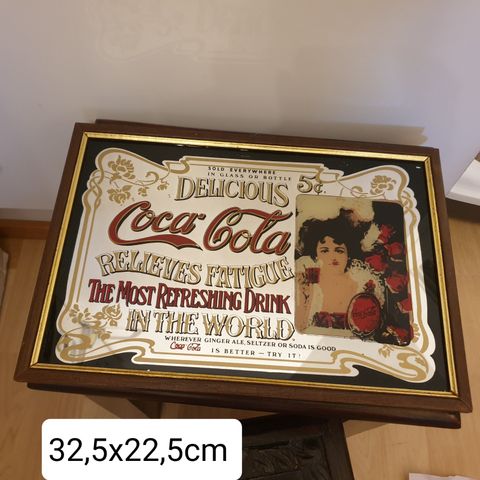 SOLD EVERYWHERE
IN GLASS OR BOTTLE
5¢
DELICIOUS
Coca-Cola
RELIEVES FATIGUE
THE MOST REFRESHING DRINK
IN THE WORLD
WHEREVER GINGER ALE, SELTZER OR SODA IS GOOD
Coca Cola
IS BETTER - TRY IT!
32,5x22,5cm